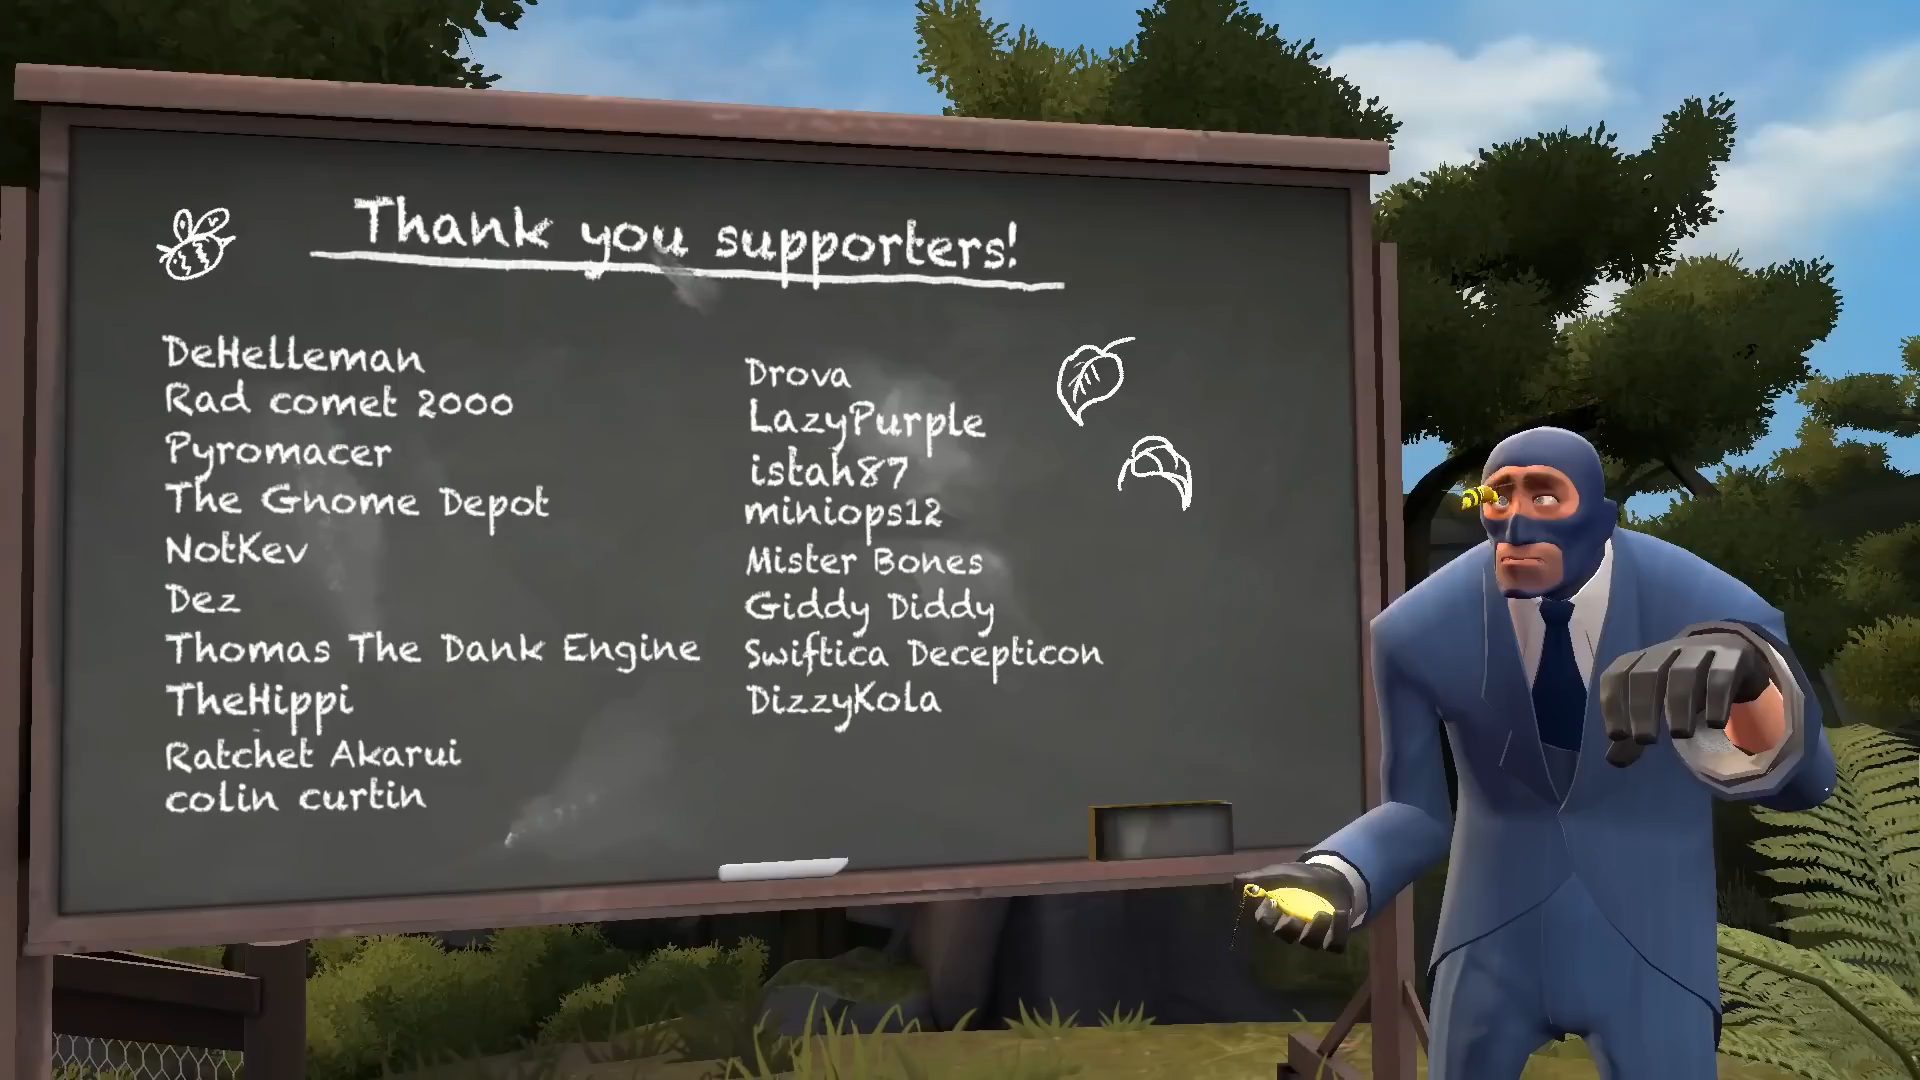 Thank you supporters!
DeHelleman
Rad comet 2000
Pyromacer
The Gnome Depot
NotKev
Dez
Thomas The Dank Engine
TheHippi
Ratchet Akarui
colin curtin
Drova
LazyPurple
istah87
miniops12
Mister Bones
Giddy Diddy
Swiftica Decepticon
DizzyKola